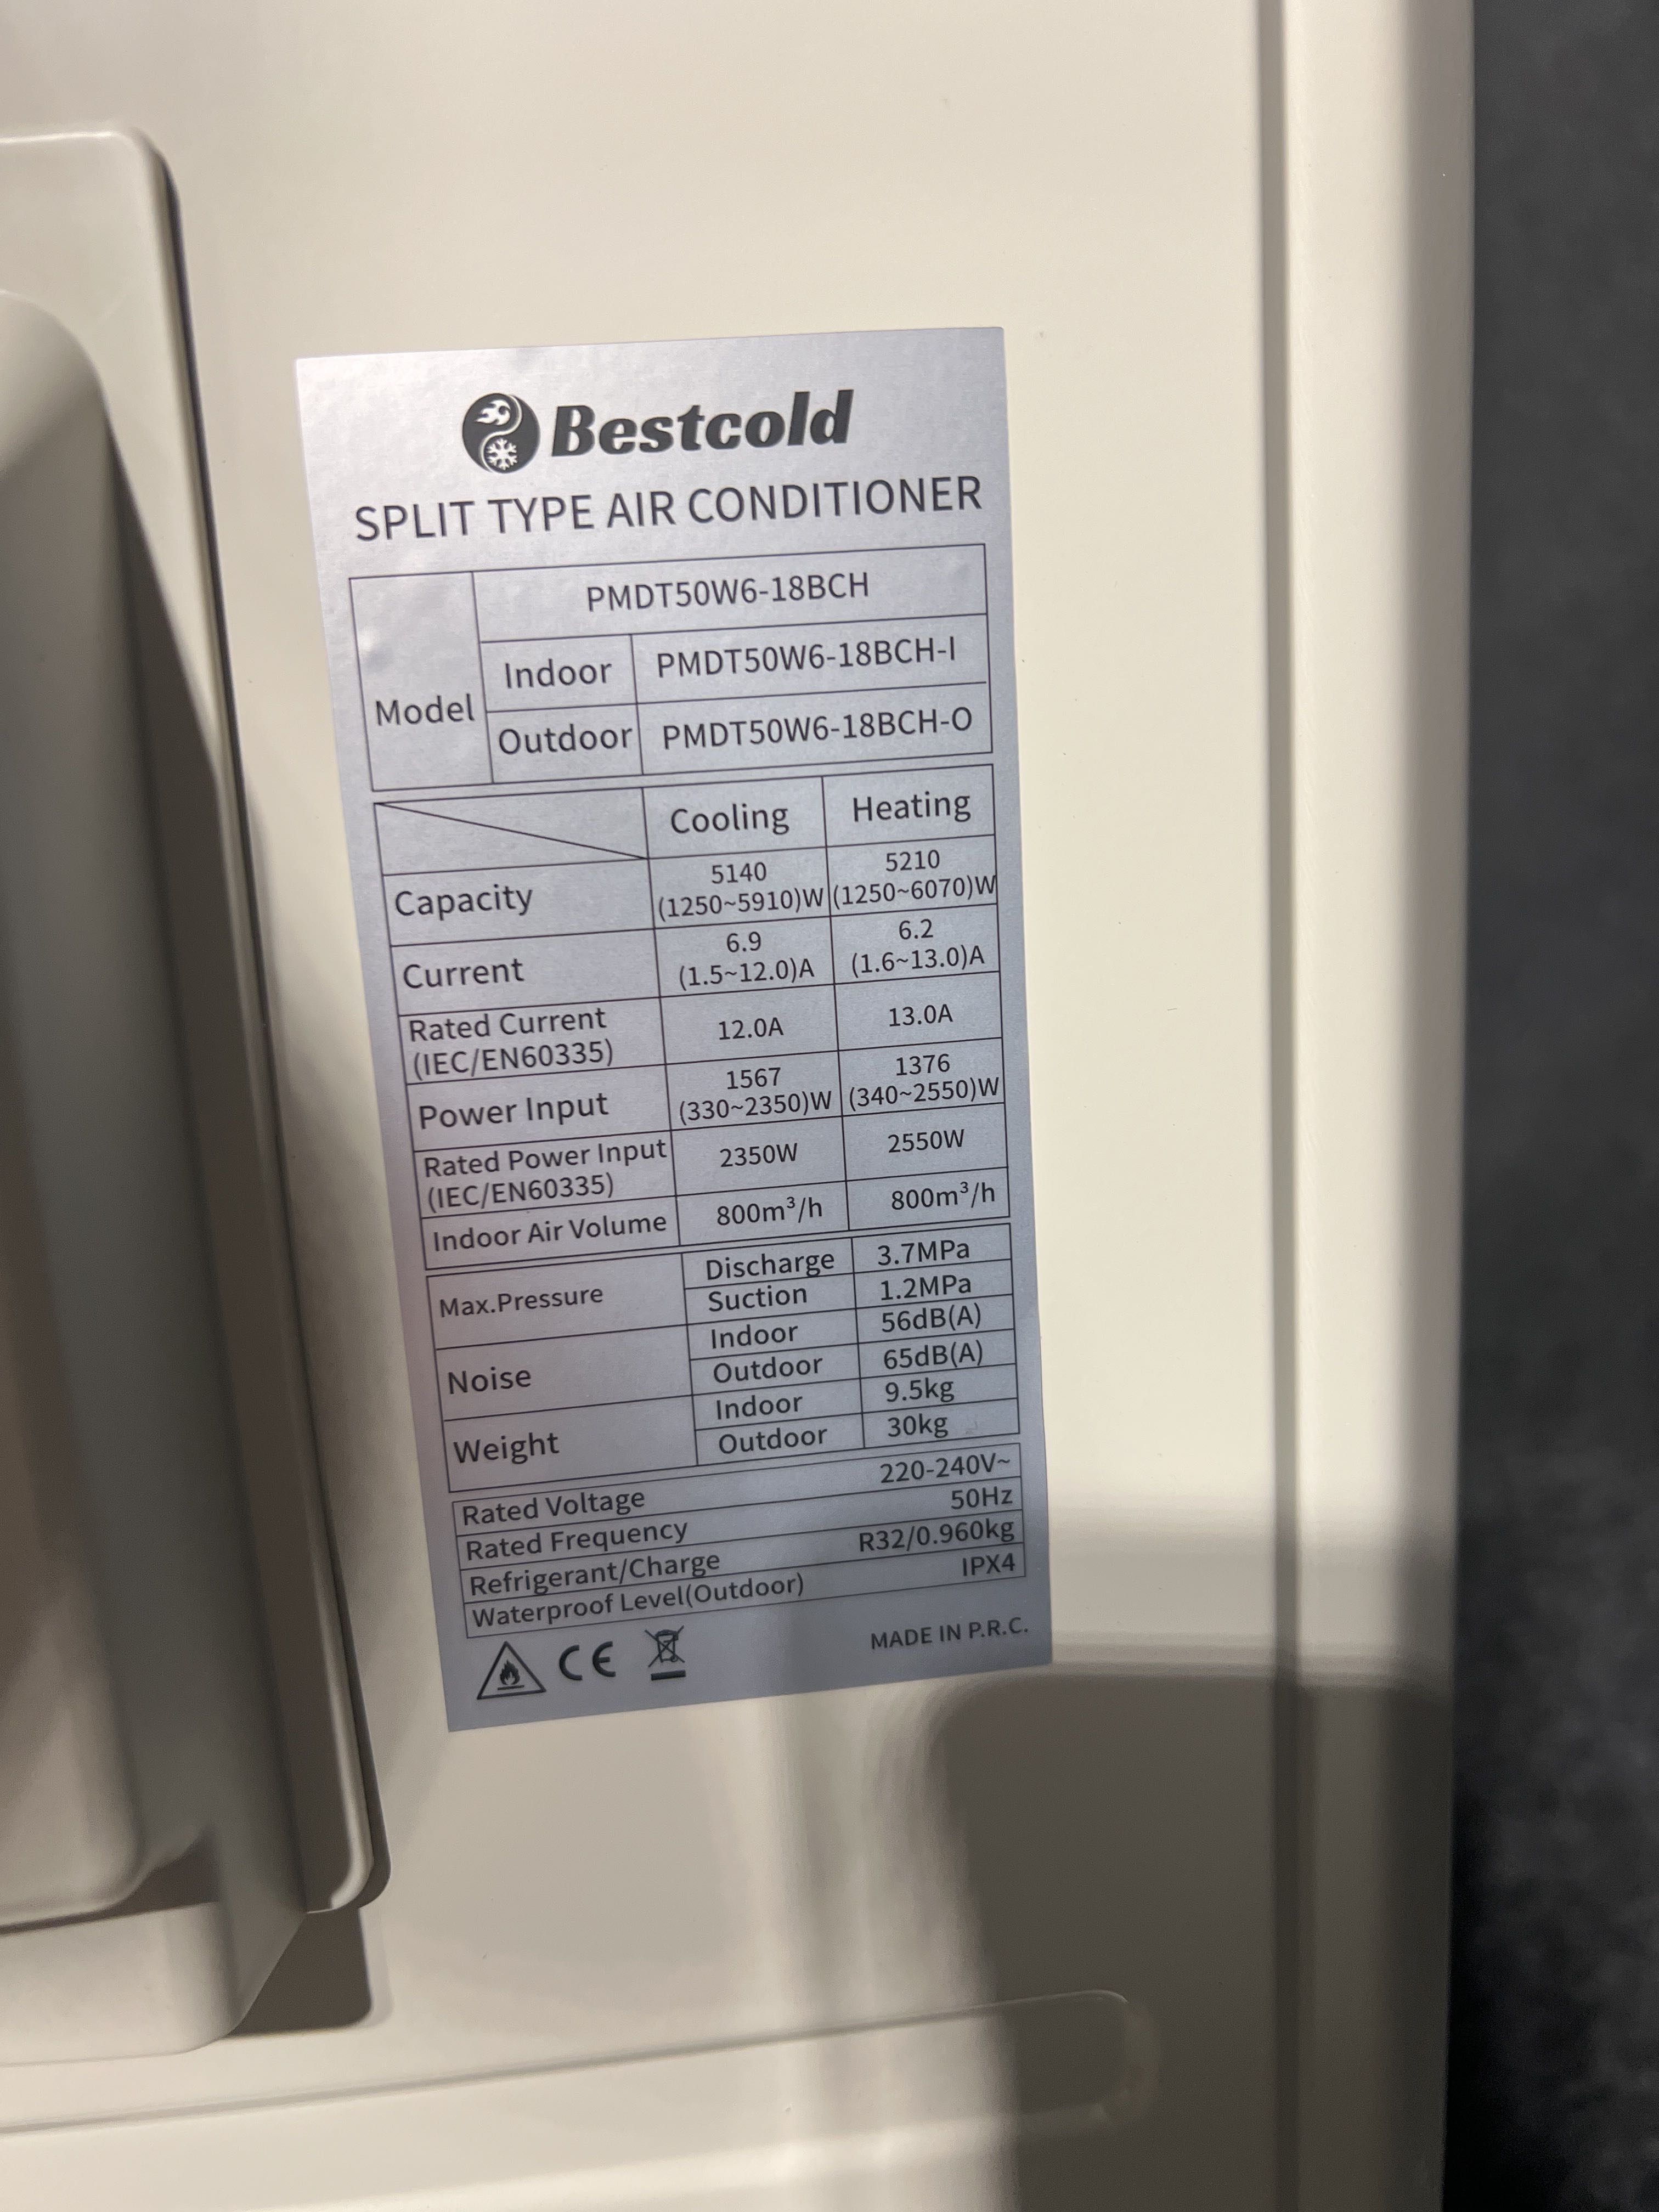 Bestcold
SPLIT TYPE AIR CONDITIONER
Model
PMDT50W6-18BCH
Indoor PMDT50W6-18BCH-I
Outdoor PMDT50W6-18BCH-O
Cooling Heating
Capacity 5140 (1250~5910)W 5210 (1250~6070)W
Current 6.9 (1.5~12.0)A 6.2 (1.6~13.0)A
Rated Current (IEC/EN60335) 12.0A 13.0A
Power Input 1567 (330~2350)W 1376 (340~2550)W
Rated Power Input (IEC/EN60335) 2350W 2550W
Indoor Air Volume 800m³/h 800m³/h
Max.Pressure
Discharge 3.7MPa
Suction 1.2MPa
Noise
Indoor 56dB(A)
Outdoor 65dB(A)
Weight
Indoor 9.5kg
Outdoor 30kg
Rated Voltage 220-240V~
Rated Frequency 50Hz
Refrigerant/Charge R32/0.960kg
Waterproof Level(Outdoor) IPX4
CE
MADE IN P.R.C.